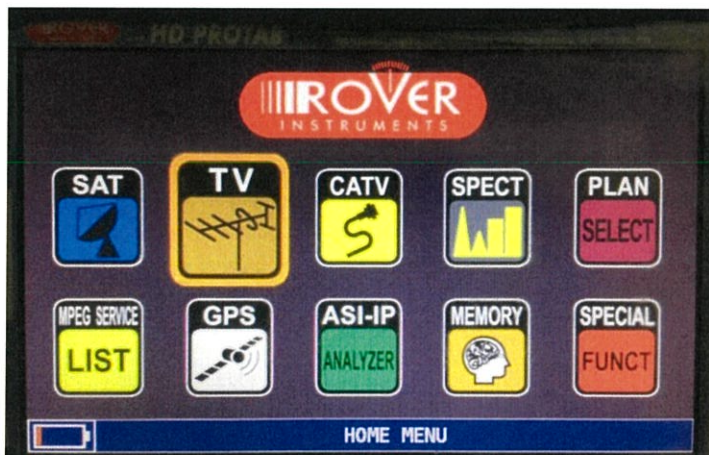 ROVER HD PROTAB
ROVER
INSTRUMENTS
SAT TV CATV SPECT PLAN
SELECT
MPEG SERVICE GPS ASI-IP MEMORY SPECIAL
LIST ANALYZER FUNCT
HOME MENU